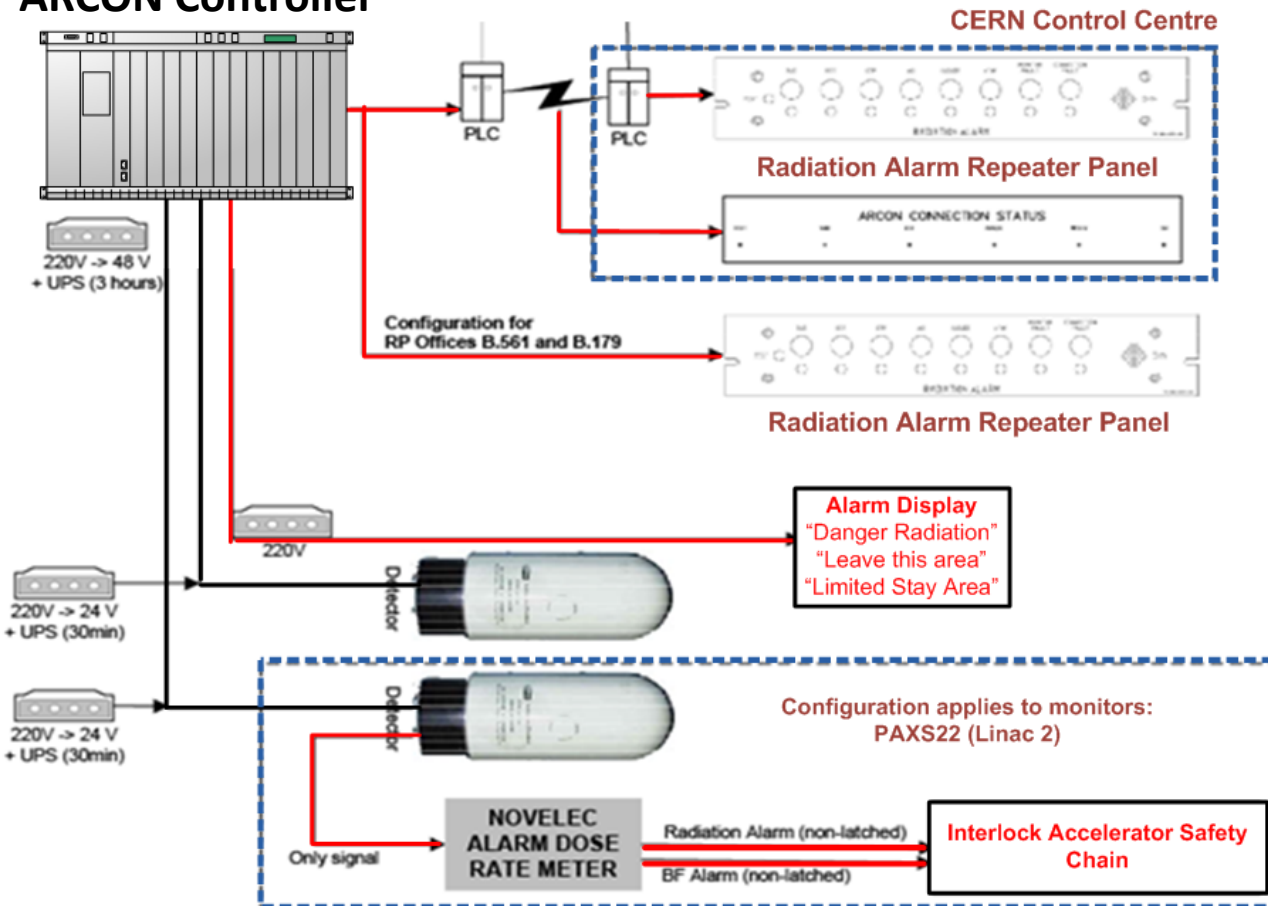 ARCON Controller
CERN Control Centre
PLC
PLC
RADIATION ALARM
Radiation Alarm Repeater Panel
ARCON CONNECTION STATUS
220V -> 48 V
+ UPS (3 hours)
Configuration for
RP Offices B.561 and B.179
RADIATION ALARM
Radiation Alarm Repeater Panel
220V
Alarm Display
“Danger Radiation”
“Leave this area”
“Limited Stay Area”
Detector
220V -> 24 V
+ UPS (30min)
Detector
220V -> 24 V
+ UPS (30min)
Configuration applies to monitors:
PAXS22 (Linac 2)
Only signal
NOVELEC
ALARM DOSE
RATE METER
Radiation Alarm (non-latched)
BF Alarm (non-latched)
Interlock Accelerator Safety
Chain